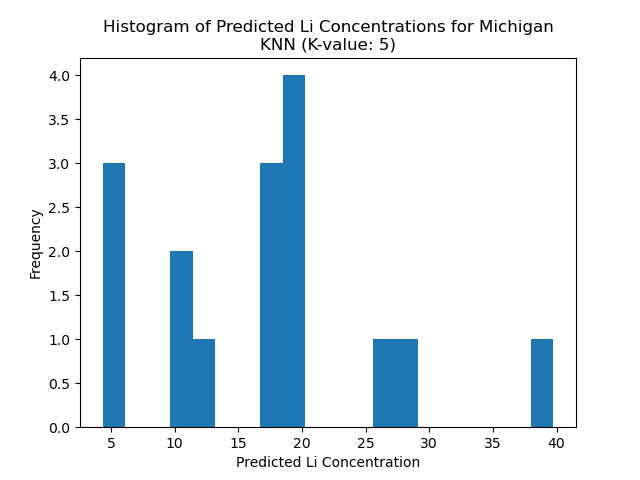 Histogram of Predicted Li Concentrations for Michigan
KNN (K-value: 5)
Frequency
4.0
3.5
3.0
2.5
2.0
1.5
1.0
0.5
0.0
5 10 15 20 25 30 35 40
Predicted Li Concentration